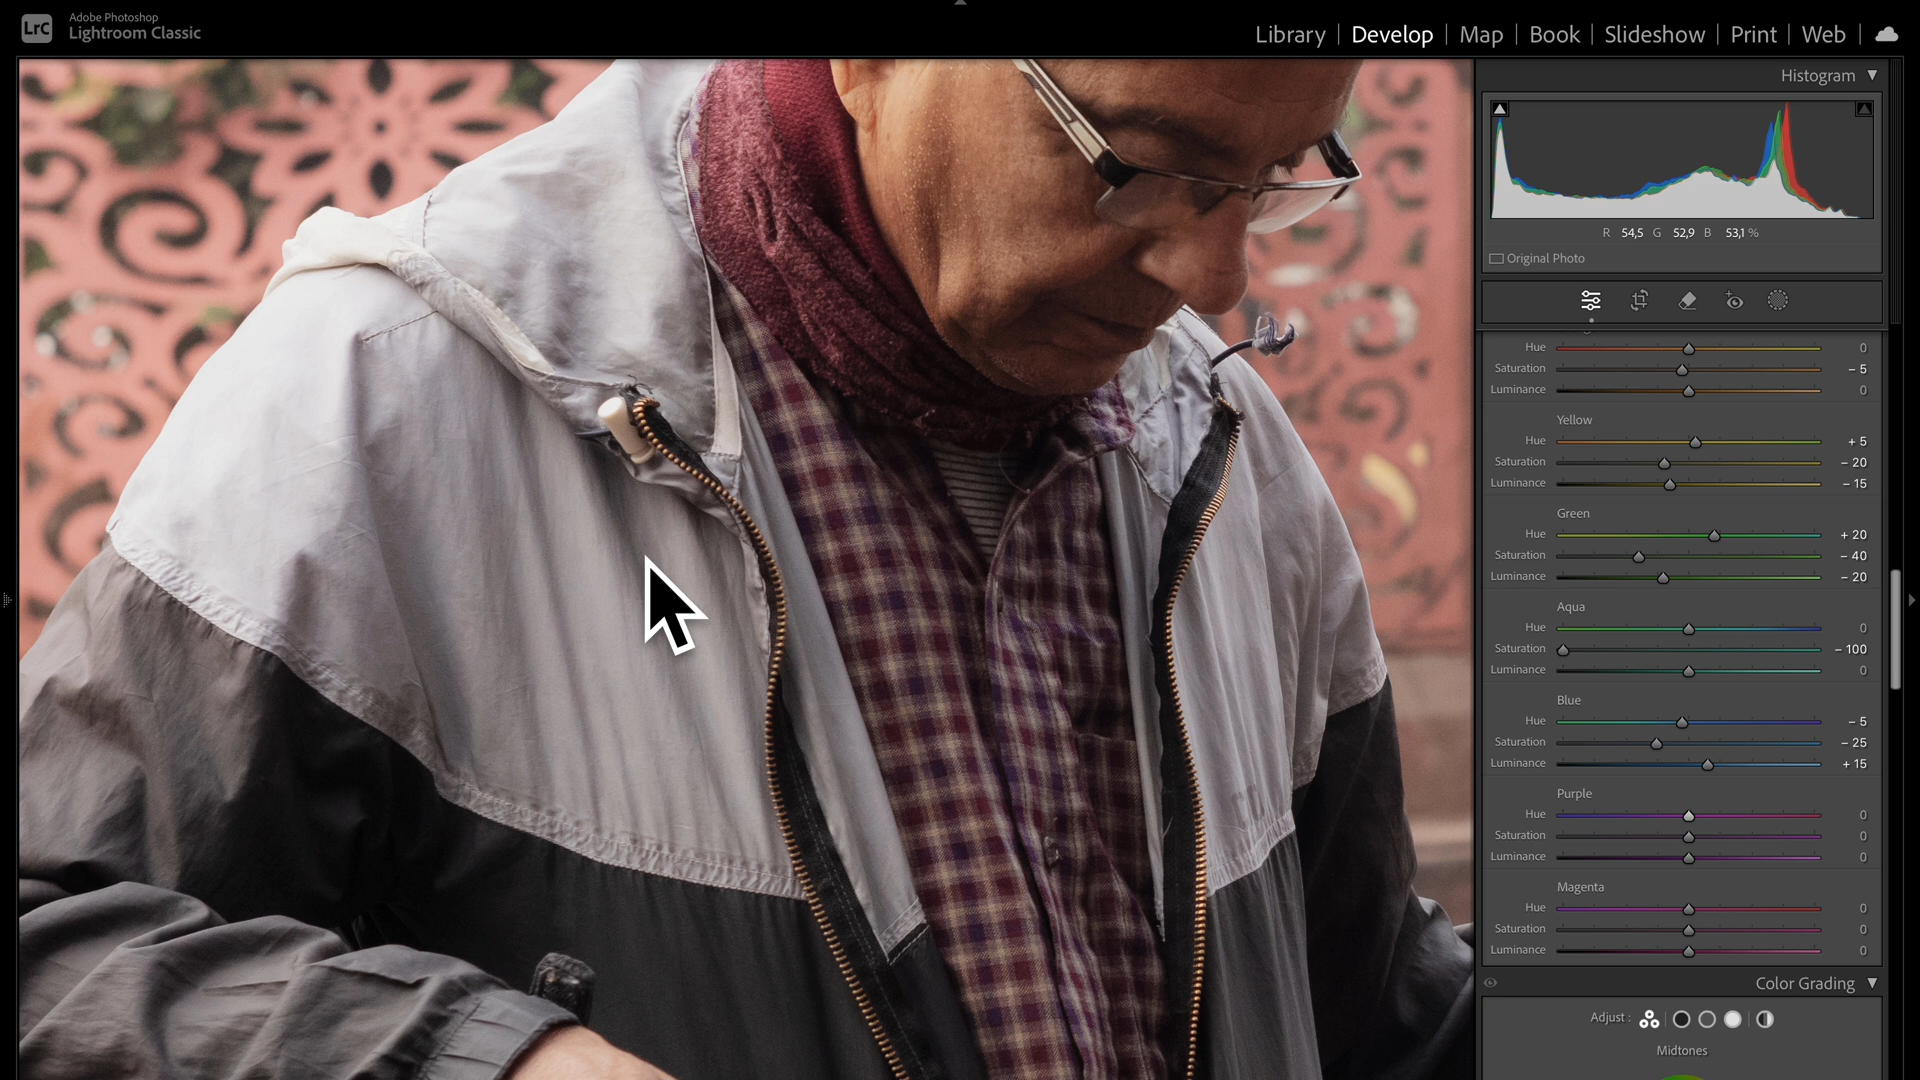 LrC
Adobe Photoshop
Lightroom Classic
Library | Develop | Map | Book | Slideshow | Print | Web |
Histogram
R 54,5 G 52,9 B 53,1 %
Original Photo
Hue 0
Saturation – 5
Luminance 0
Yellow
Hue + 5
Saturation – 20
Luminance – 15
Green
Hue + 20
Saturation – 40
Luminance – 20
Aqua
Hue 0
Saturation – 100
Luminance 0
Blue
Hue – 5
Saturation – 25
Luminance + 15
Purple
Hue 0
Saturation 0
Luminance 0
Magenta
Hue 0
Saturation 0
Luminance 0
Color Grading
Adjust :
Midtones